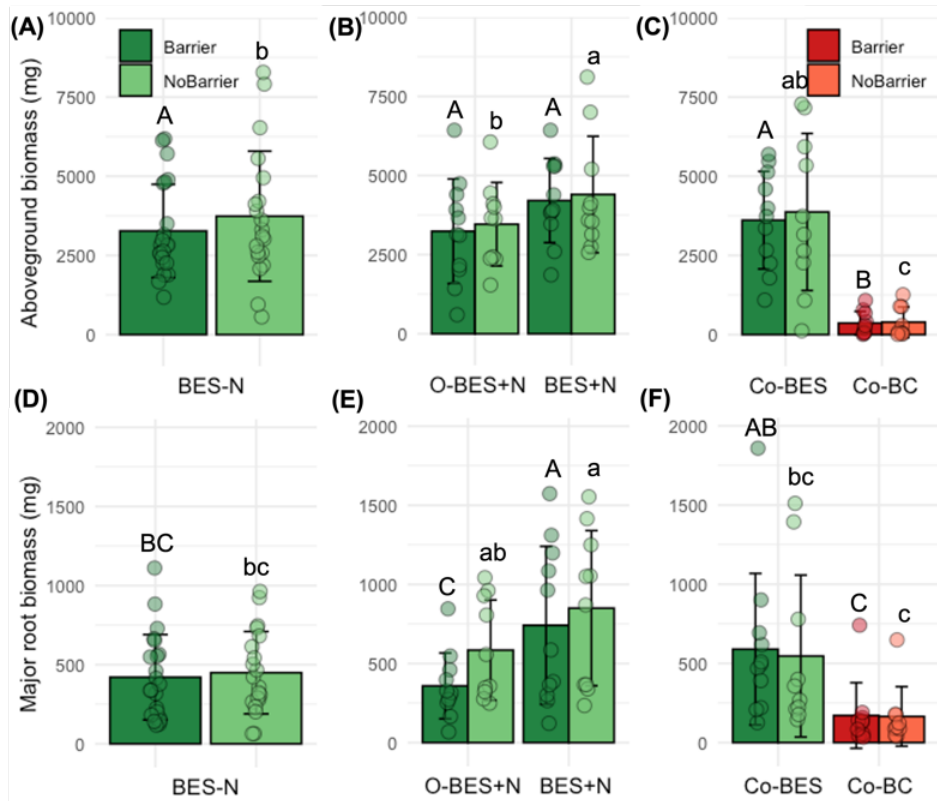 (A)
10000
7500
5000
2500
0
Aboveground biomass (mg)
Barrier
NoBarrier
A
b
BES-N
(B)
10000
7500
5000
2500
0
A
b
A
a
O-BES+N
BES+N
(C)
10000
7500
5000
2500
0
Barrier
NoBarrier
A
ab
B
c
Co-BES
Co-BC
(D)
2000
1500
1000
500
0
Major root biomass (mg)
BC
bc
BES-N
(E)
2000
1500
1000
500
0
C
ab
A
a
O-BES+N
BES+N
(F)
2000
1500
1000
500
0
AB
bc
C
c
Co-BES
Co-BC